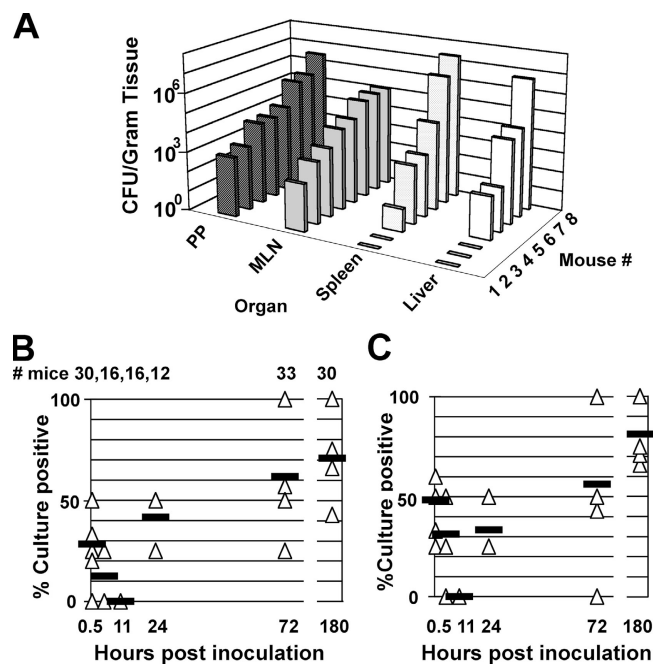 A
CFU/Gram Tissue
10^6
10^3
10^0
PP
MLN
Spleen
Liver
Organ
1 2 3 4 5 6 7 8
Mouse #
B
# mice 30,16,16,12 33 30
% Culture positive
100
50
0
0.5 11 24 72 180
Hours post inoculation
C
%Culture positive
100
50
0
0.5 11 24 72 180
Hours post inoculation